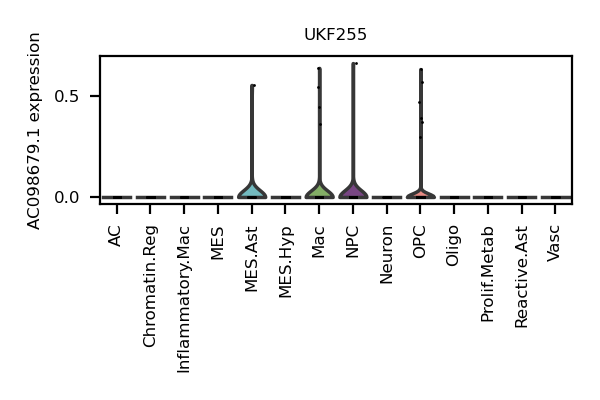 UKF255
AC098679.1 expression
0.5
0.0
AC
Chromatin.Reg
Inflammatory.Mac
MES
MES.Ast
MES.Hyp
Mac
NPC
Neuron
OPC
Oligo
Prolif.Metab
Reactive.Ast
Vasc